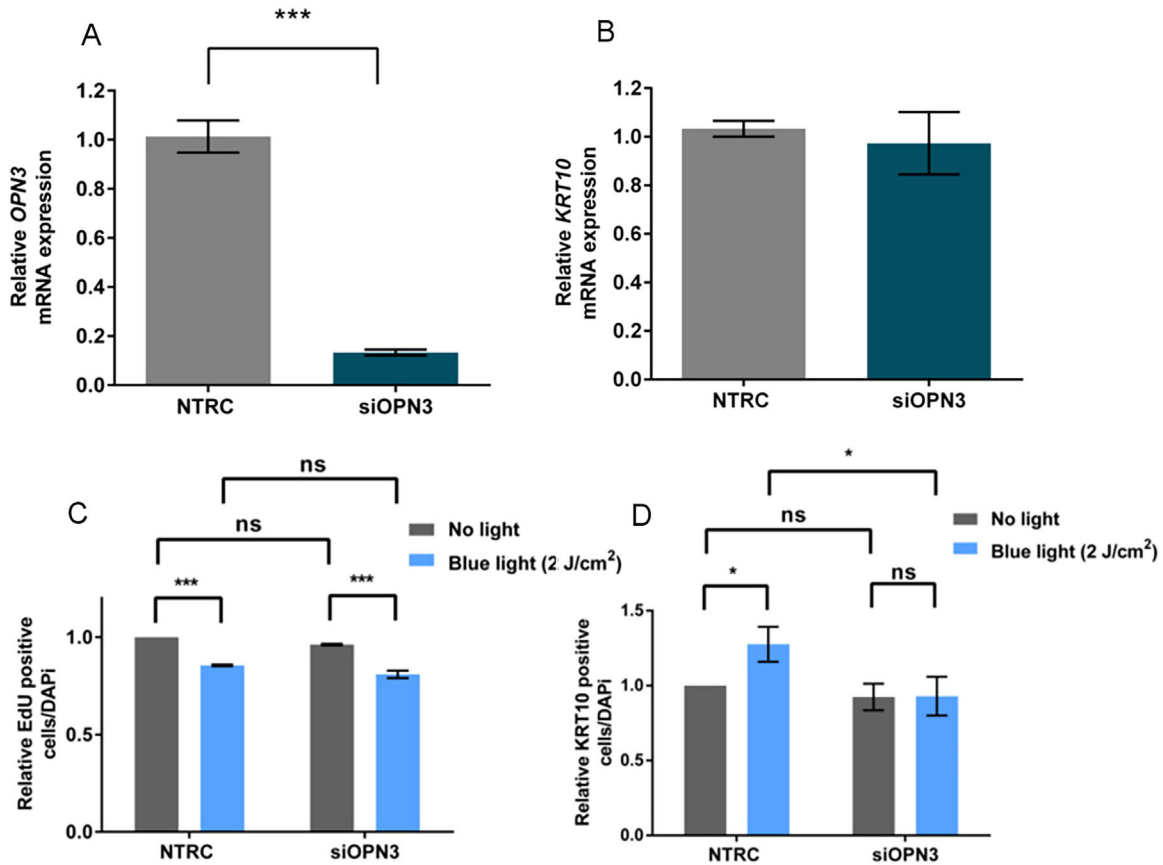 A
***
Relative OPN3
mRNA expression
1.2
1.0
0.8
0.6
0.4
0.2
0.0
NTRC
siOPN3
B
Relative KRT10
mRNA expression
1.2
1.0
0.8
0.6
0.4
0.2
0.0
NTRC
siOPN3
C
ns
ns
***
***
No light
Blue light (2 J/cm²)
Relative EdU positive
cells/DAPi
1.0
0.5
0.0
NTRC
siOPN3
D
*
ns
*
ns
No light
Blue light (2 J/cm²)
Relative KRT10 positive
cells/DAPi
1.5
1.0
0.5
0.0
NTRC
siOPN3